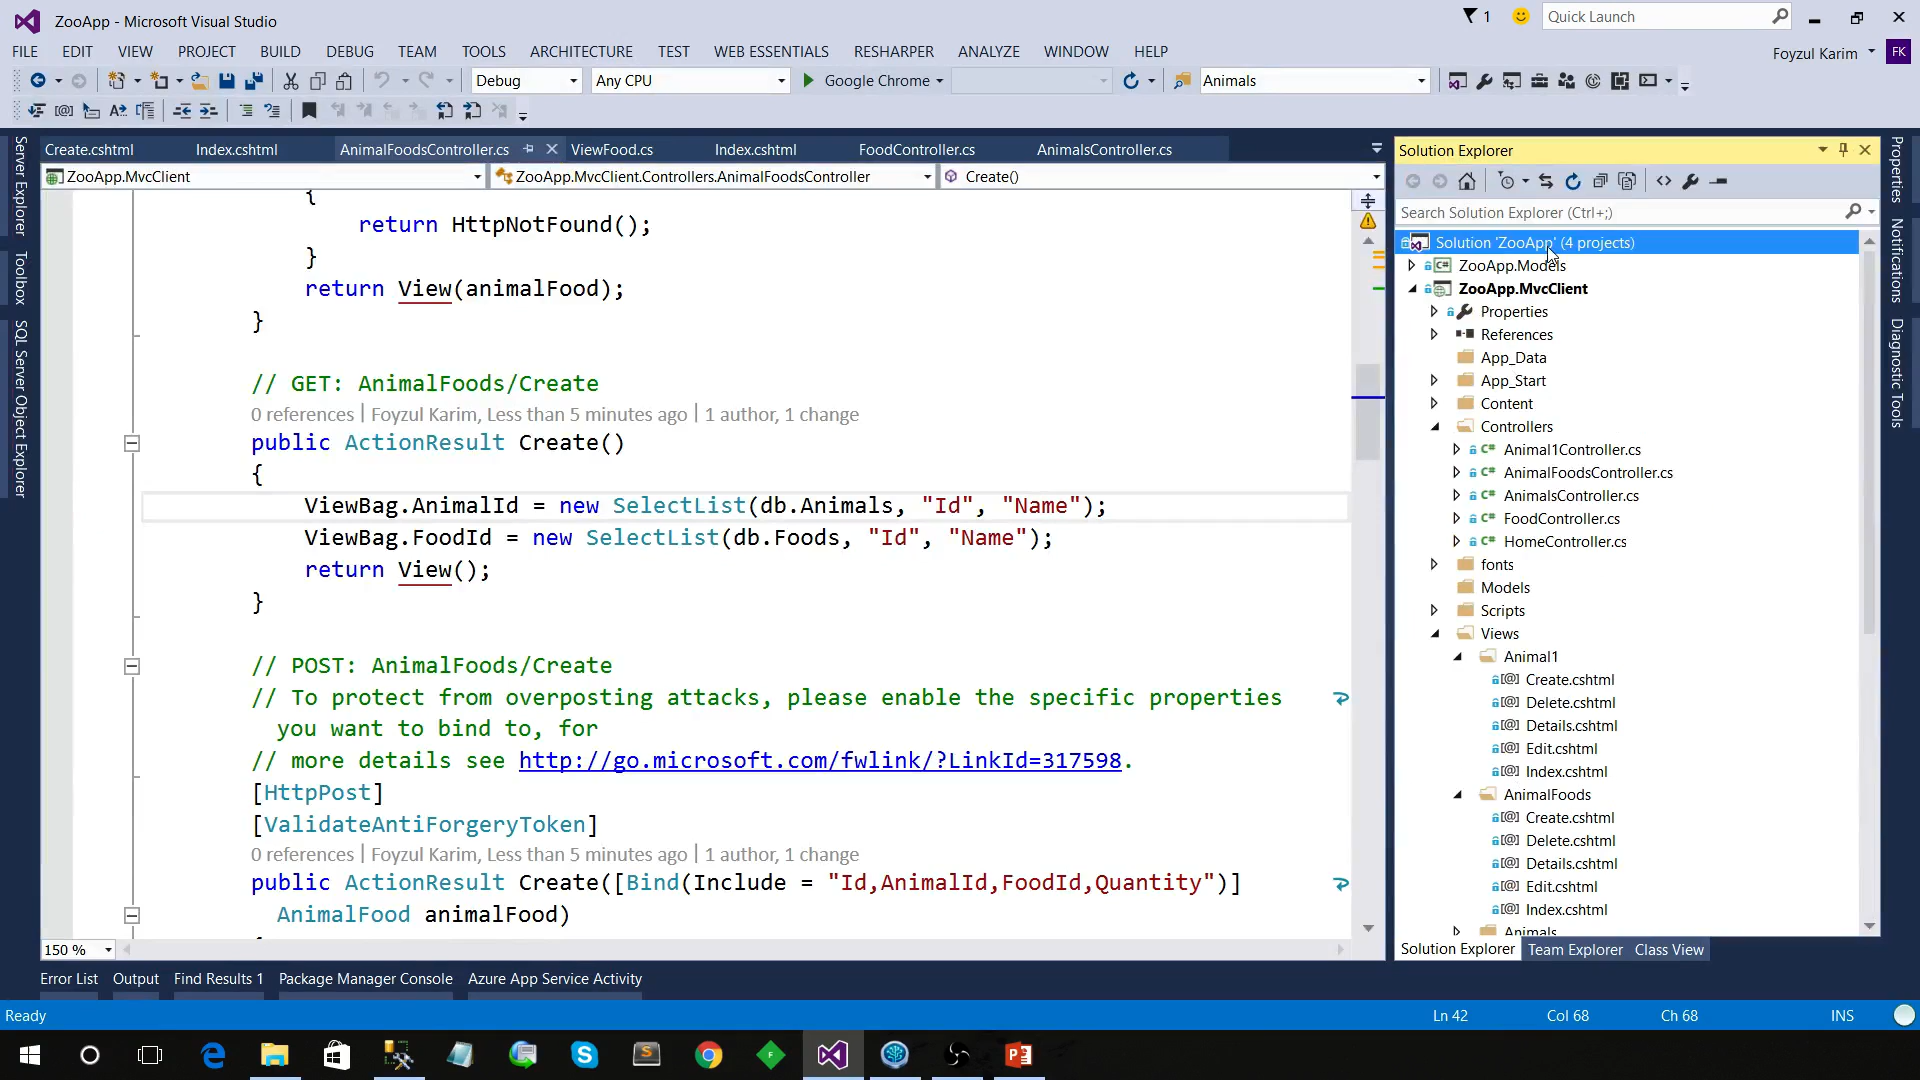 ZooApp - Microsoft Visual Studio
1
Quick Launch
FILE EDIT VIEW PROJECT BUILD DEBUG TEAM TOOLS ARCHITECTURE TEST WEB ESSENTIALS RESHARPER ANALYZE WINDOW HELP
Foyzul Karim
FK
Debug Any CPU Google Chrome Animals
Create.cshtml Index.cshtml AnimalFoodsController.cs ViewFood.cs Index.cshtml FoodController.cs AnimalsController.cs
ZooApp.MvcClient ZooApp.MvcClient.Controllers.AnimalFoodsController Create()
{
return HttpNotFound();
}
return View(animalFood);
}
// GET: AnimalFoods/Create
0 references | Foyzul Karim, Less than 5 minutes ago | 1 author, 1 change
public ActionResult Create()
{
ViewBag.AnimalId = new SelectList(db.Animals, "Id", "Name");
ViewBag.FoodId = new SelectList(db.Foods, "Id", "Name");
return View();
}
// POST: AnimalFoods/Create
// To protect from overposting attacks, please enable the specific properties
you want to bind to, for
// more details see http://go.microsoft.com/fwlink/?LinkId=317598.
[HttpPost]
[ValidateAntiForgeryToken]
0 references | Foyzul Karim, Less than 5 minutes ago | 1 author, 1 change
public ActionResult Create([Bind(Include = "Id,AnimalId,FoodId,Quantity")]
AnimalFood animalFood)
150 %
Server Explorer
Toolbox
SQL Server Object Explorer
Solution Explorer
Search Solution Explorer (Ctrl+;)
Solution 'ZooApp' (4 projects)
ZooApp.Models
ZooApp.MvcClient
Properties
References
App_Data
App_Start
Content
Controllers
Animal1Controller.cs
AnimalFoodsController.cs
AnimalsController.cs
FoodController.cs
HomeController.cs
fonts
Models
Scripts
Views
Animal1
Create.cshtml
Delete.cshtml
Details.cshtml
Edit.cshtml
Index.cshtml
AnimalFoods
Create.cshtml
Delete.cshtml
Details.cshtml
Edit.cshtml
Index.cshtml
Animals
Solution Explorer Team Explorer Class View
Properties
Notifications
Diagnostic Tools
Error List Output Find Results 1 Package Manager Console Azure App Service Activity
Ready Ln 42 Col 68 Ch 68 INS